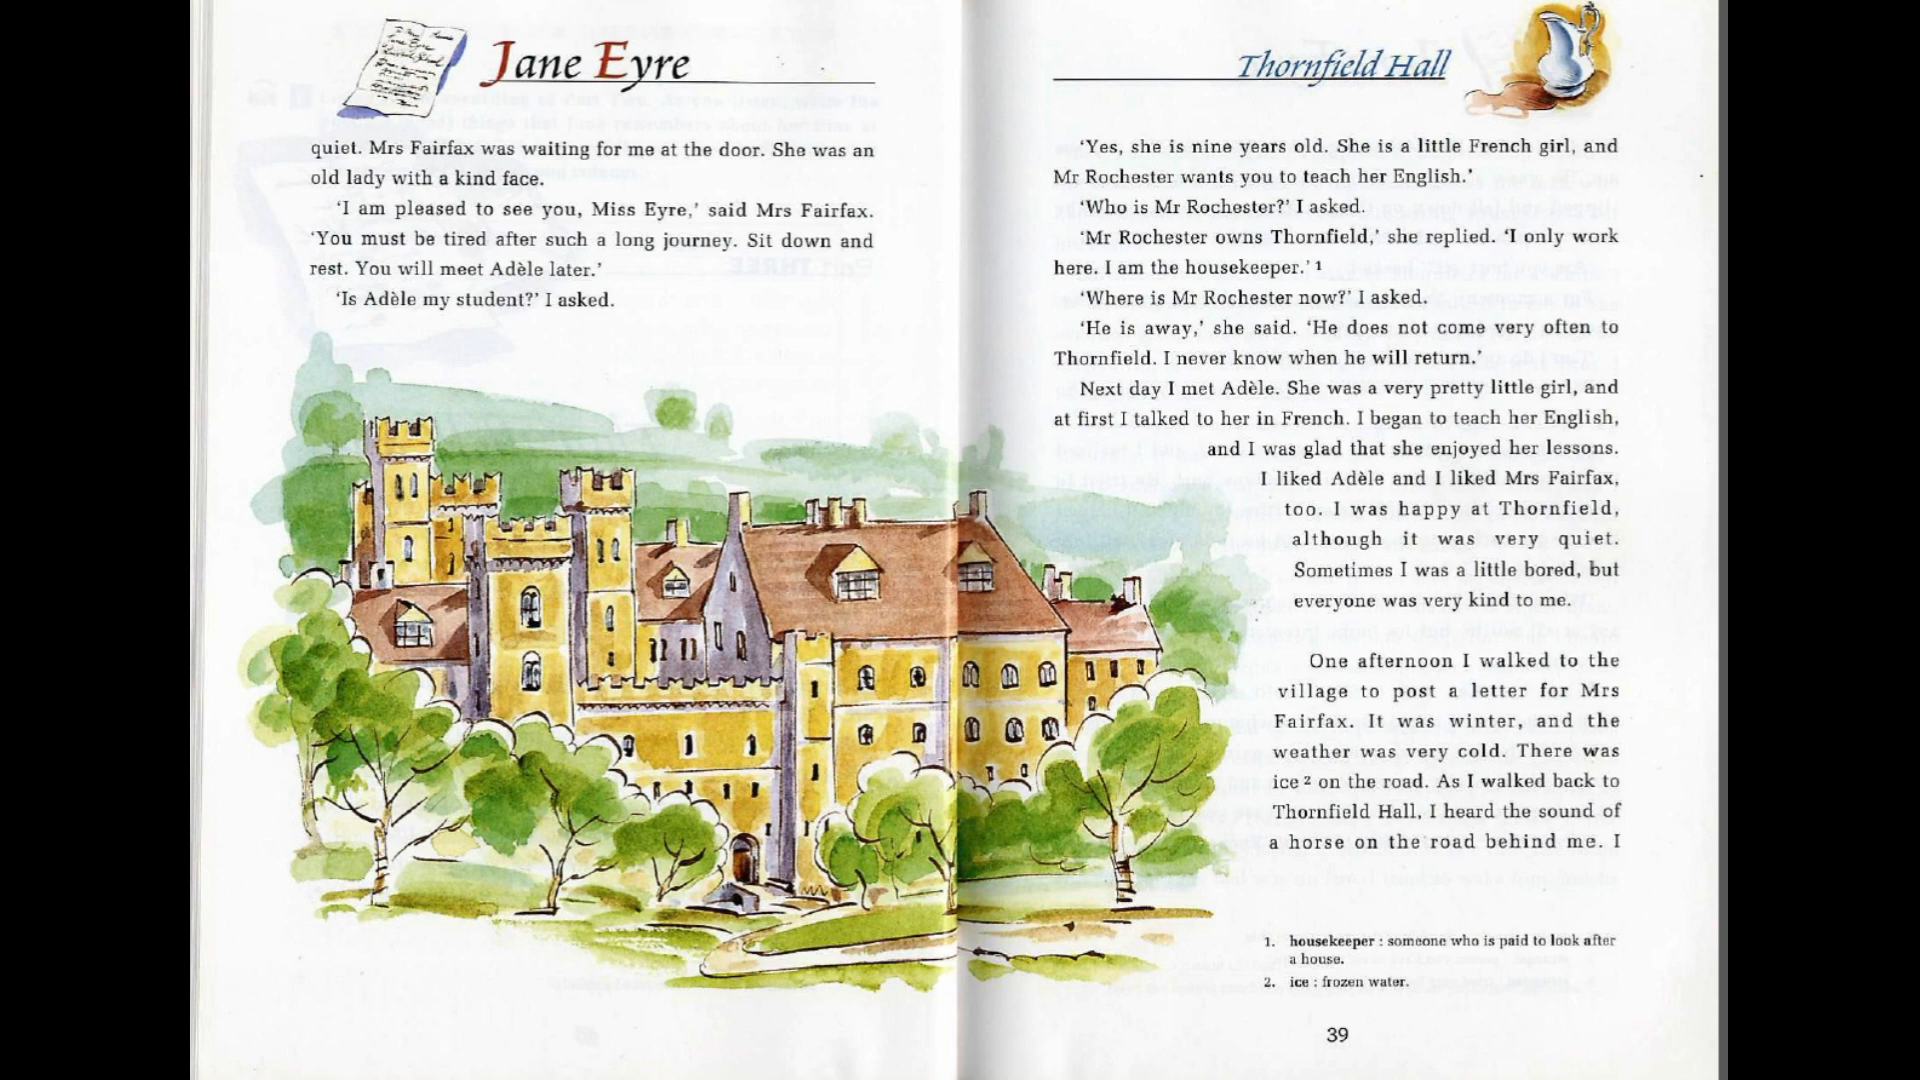 Jane Eyre
quiet. Mrs Fairfax was waiting for me at the door. She was an
old lady with a kind face.
‘I am pleased to see you, Miss Eyre,’ said Mrs Fairfax.
‘You must be tired after such a long journey. Sit down and
rest. You will meet Adèle later.’
‘Is Adèle my student?’ I asked.
Thornfield Hall
‘Yes, she is nine years old. She is a little French girl, and
Mr Rochester wants you to teach her English.’
‘Who is Mr Rochester?’ I asked.
‘Mr Rochester owns Thornfield,’ she replied. ‘I only work
here. I am the housekeeper.’ 1
‘Where is Mr Rochester now?’ I asked.
‘He is away,’ she said. ‘He does not come very often to
Thornfield. I never know when he will return.’
Next day I met Adèle. She was a very pretty little girl, and
at first I talked to her in French. I began to teach her English,
and I was glad that she enjoyed her lessons.
I liked Adèle and I liked Mrs Fairfax,
too. I was happy at Thornfield,
although it was very quiet.
Sometimes I was a little bored, but
everyone was very kind to me.
One afternoon I walked to the
village to post a letter for Mrs
Fairfax. It was winter, and the
weather was very cold. There was
ice 2 on the road. As I walked back to
Thornfield Hall, I heard the sound of
a horse on the road behind me. I
1. housekeeper : someone who is paid to look after
a house.
2. ice : frozen water.
39